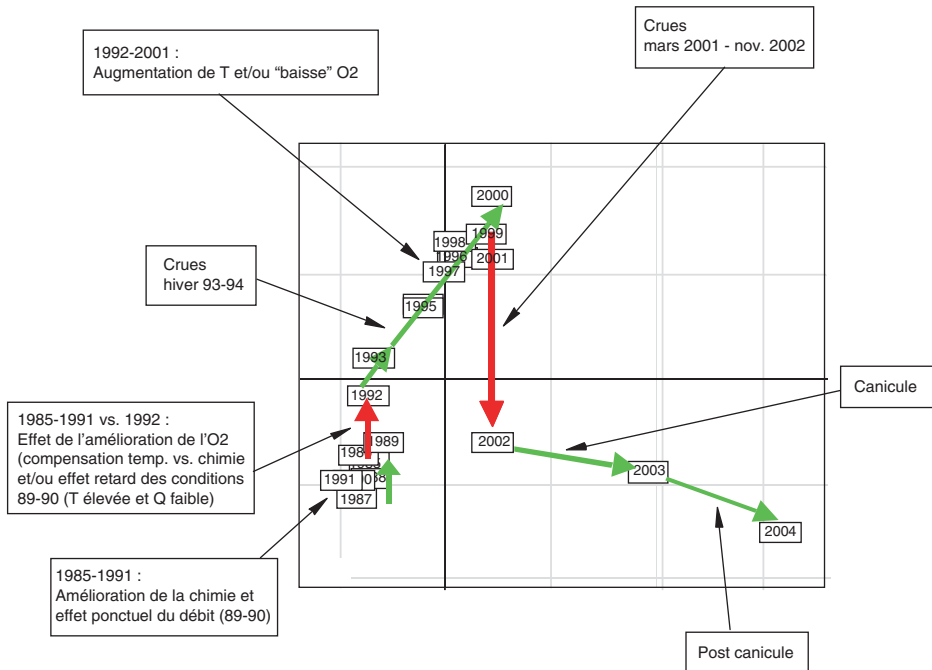 Crues
mars 2001 - nov. 2002
1992-2001 :
Augmentation de T et/ou “baisse” O2
2000
1999
1998
1996
2001
1997
Crues
hiver 93-94
1995
1993
1992
Canicule
1985-1991 vs. 1992 :
Effet de l’amélioration de l’O2
(compensation temp. vs. chimie
et/ou effet retard des conditions
89-90 (T élevée et Q faible)
1989
2002
2003
1991
1987
2004
1985-1991 :
Amélioration de la chimie et
effet ponctuel du débit (89-90)
Post canicule